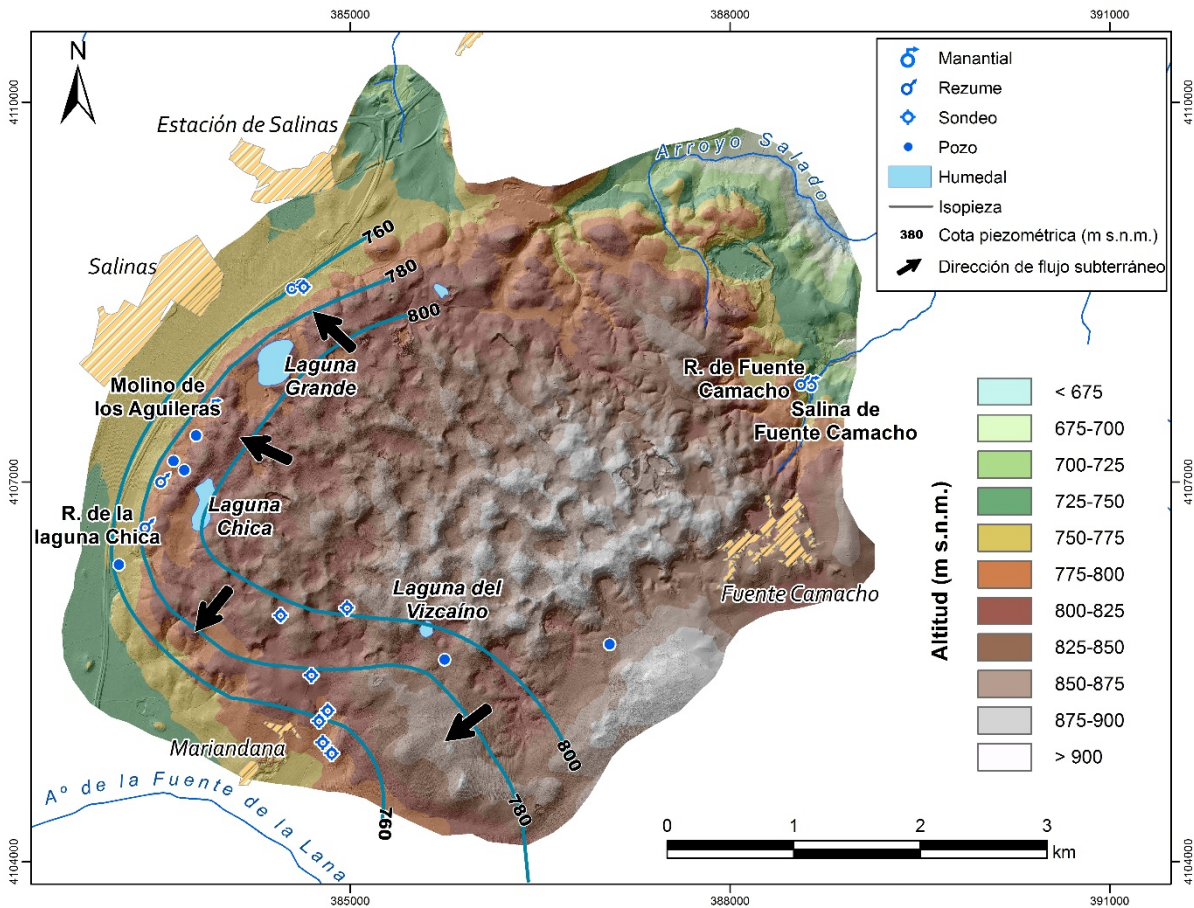 385000
388000
391000
N
4110000
4110000
Manantial
Rezume
Sondeo
Pozo
Humedal
Isopieza
380 Cota piezométrica (m s.n.m.)
Dirección de flujo subterráneo
Estación de Salinas
Arroyo Salado
Salinas
760
780
800
Laguna
Grande
Molino de
los Aguileras
R. de Fuente
Camacho
Salina de
Fuente Camacho
4107000
4107000
Laguna
Chica
R. de la
laguna Chica
Laguna del
Vizcaíno
Fuente Camacho
Altitud (m s.n.m.)
< 675
675-700
700-725
725-750
750-775
775-800
800-825
825-850
850-875
875-900
> 900
Mariandana
800
780
760
Aº de la Fuente de la Lana
0
1
2
3
km
4104000
4104000
385000
388000
391000